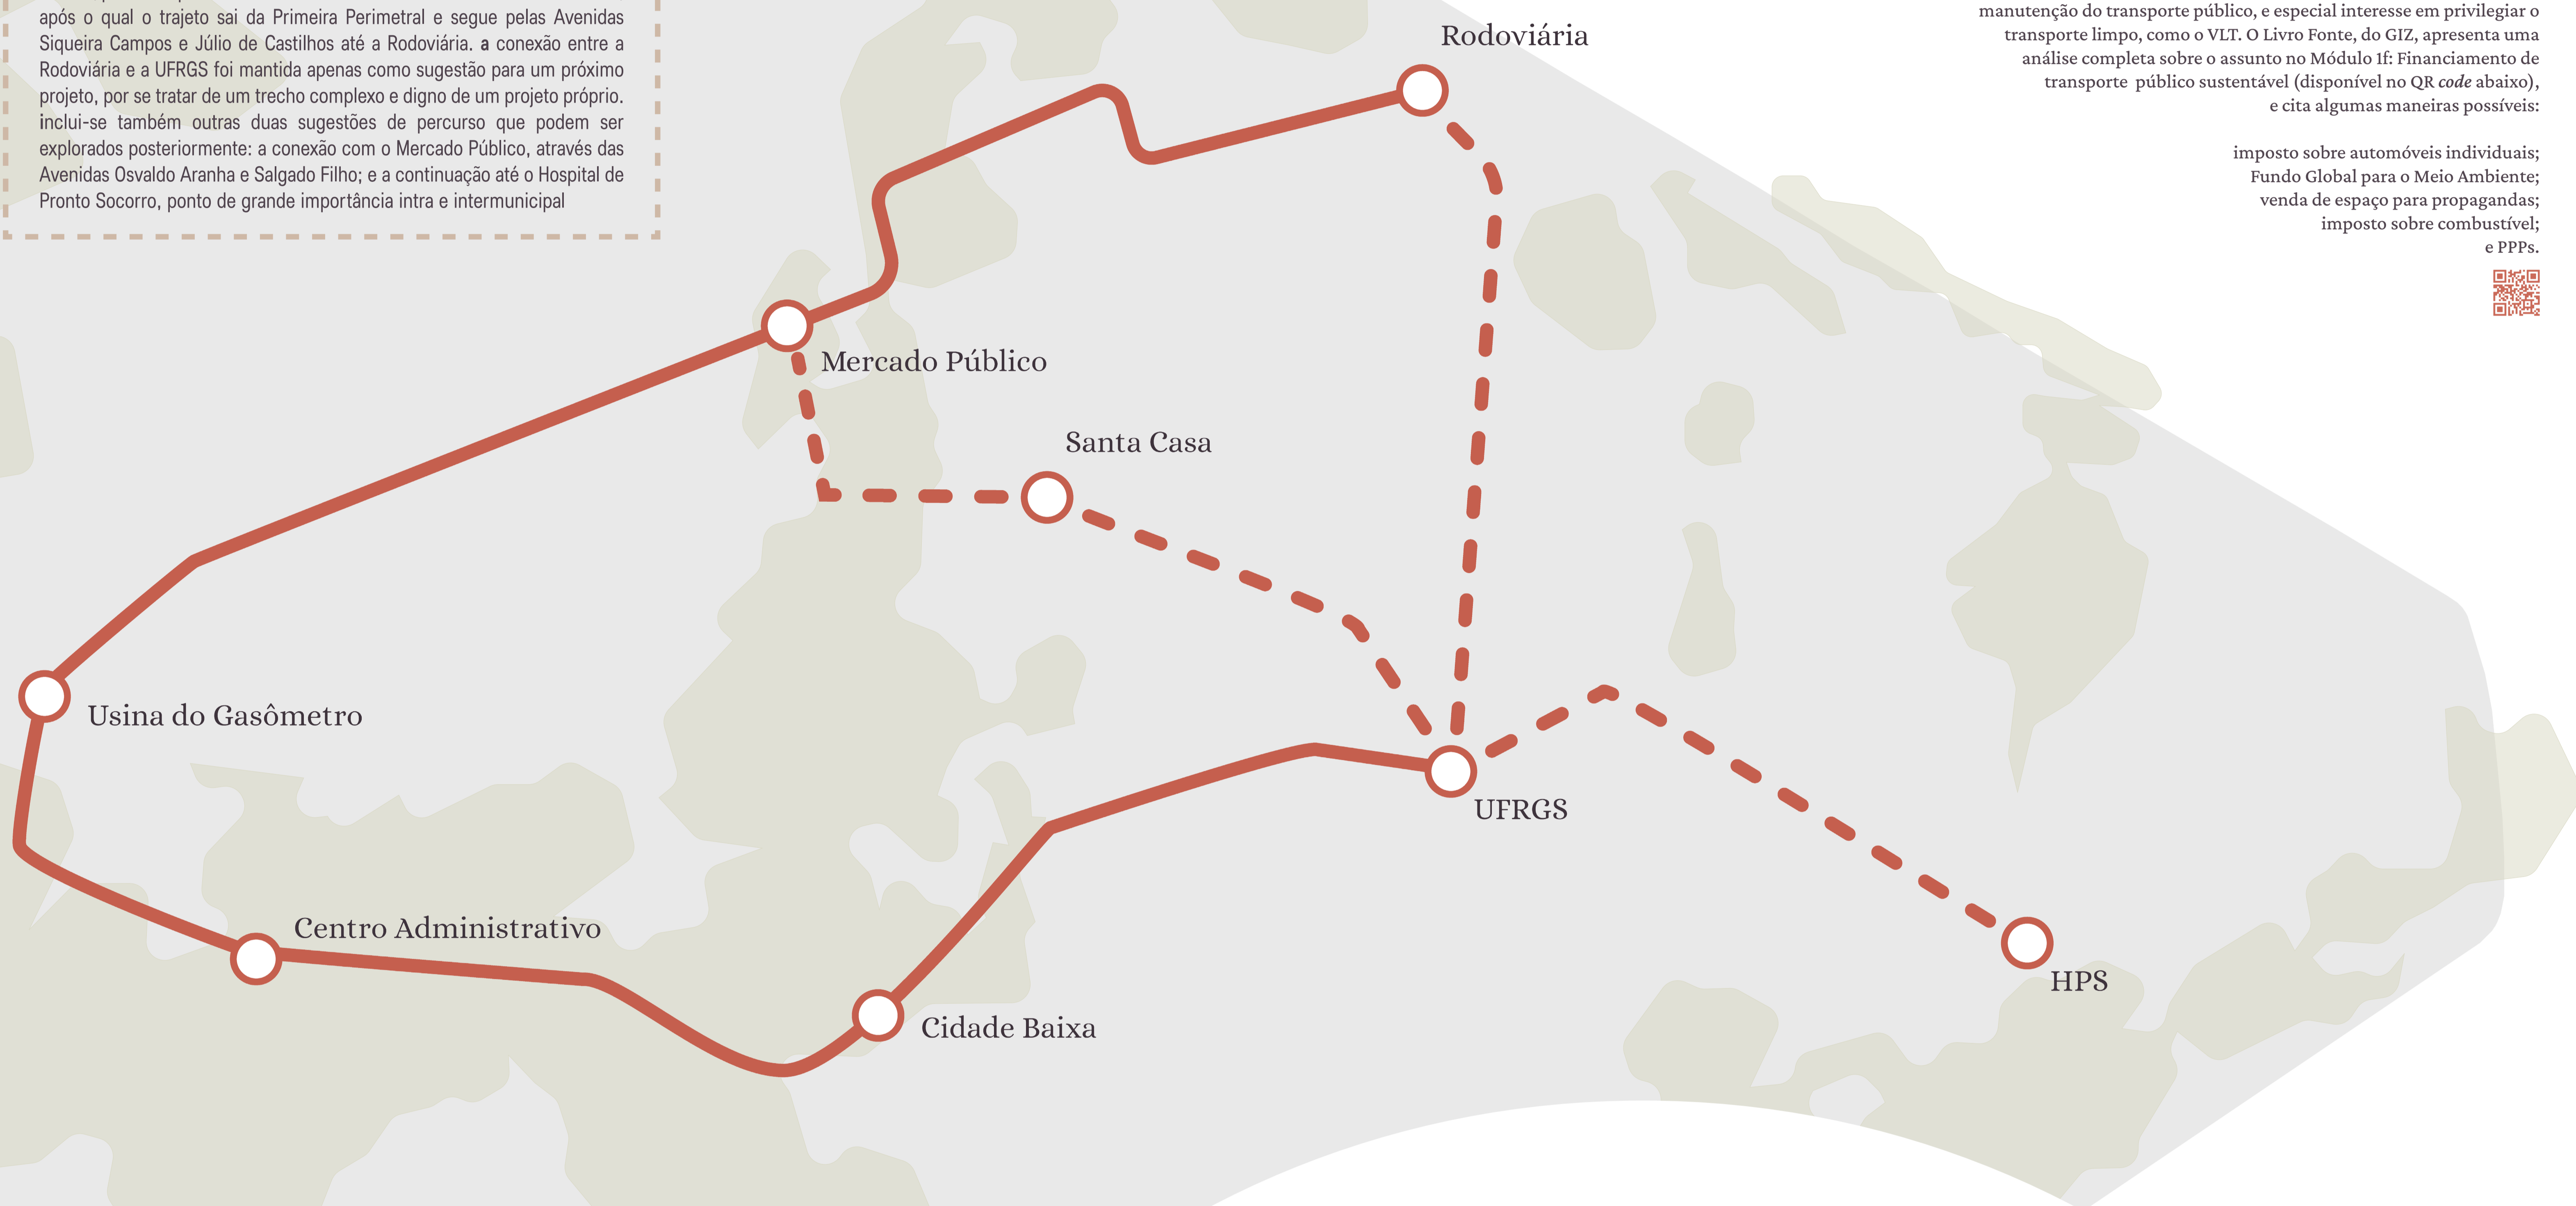 após o qual o trajeto sai da Primeira Perimetral e segue pelas Avenidas
Siqueira Campos e Júlio de Castilhos até a Rodoviária. a conexão entre a
Rodoviária e a UFRGS foi mantida apenas como sugestão para um próximo
projeto, por se tratar de um trecho complexo e digno de um projeto próprio.
inclui-se também outras duas sugestões de percurso que podem ser
explorados posteriormente: a conexão com o Mercado Público, através das
Avenidas Osvaldo Aranha e Salgado Filho; e a continuação até o Hospital de
Pronto Socorro, ponto de grande importância intra e intermunicipal
manutenção do transporte público, e especial interesse em privilegiar o
transporte limpo, como o VLT. O Livro Fonte, do GIZ, apresenta uma
análise completa sobre o assunto no Módulo 1f: Financiamento de
transporte público sustentável (disponível no QR code abaixo),
e cita algumas maneiras possíveis:
imposto sobre automóveis individuais;
Fundo Global para o Meio Ambiente;
venda de espaço para propagandas;
imposto sobre combustível;
e PPPs.
Rodoviária
Mercado Público
Santa Casa
Usina do Gasômetro
UFRGS
Centro Administrativo
HPS
Cidade Baixa